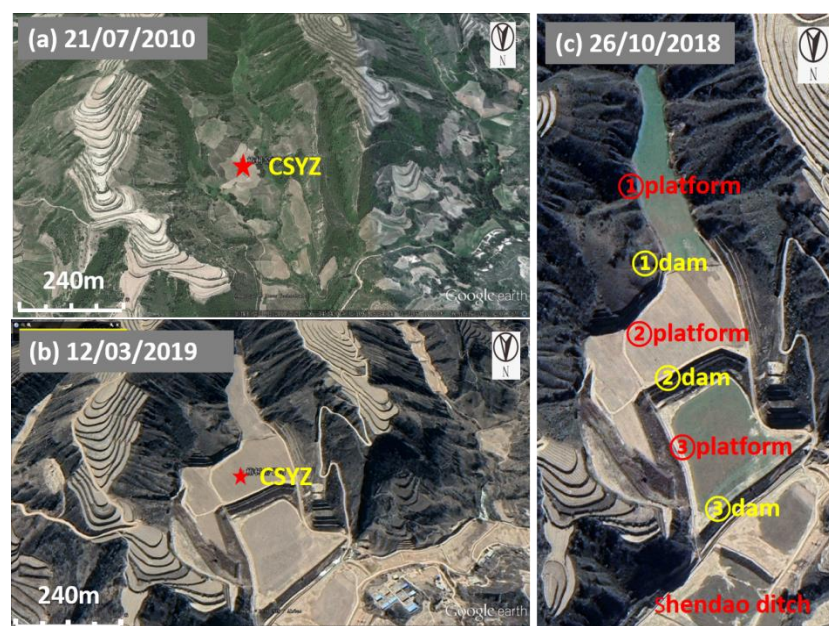 (a) 21/07/2010
N
CSYZ
240m
Google earth
(b) 12/03/2019
N
CSYZ
240m
Google earth
(c) 26/10/2018
N
①platform
①dam
②platform
②dam
③platform
③dam
Shendao ditch